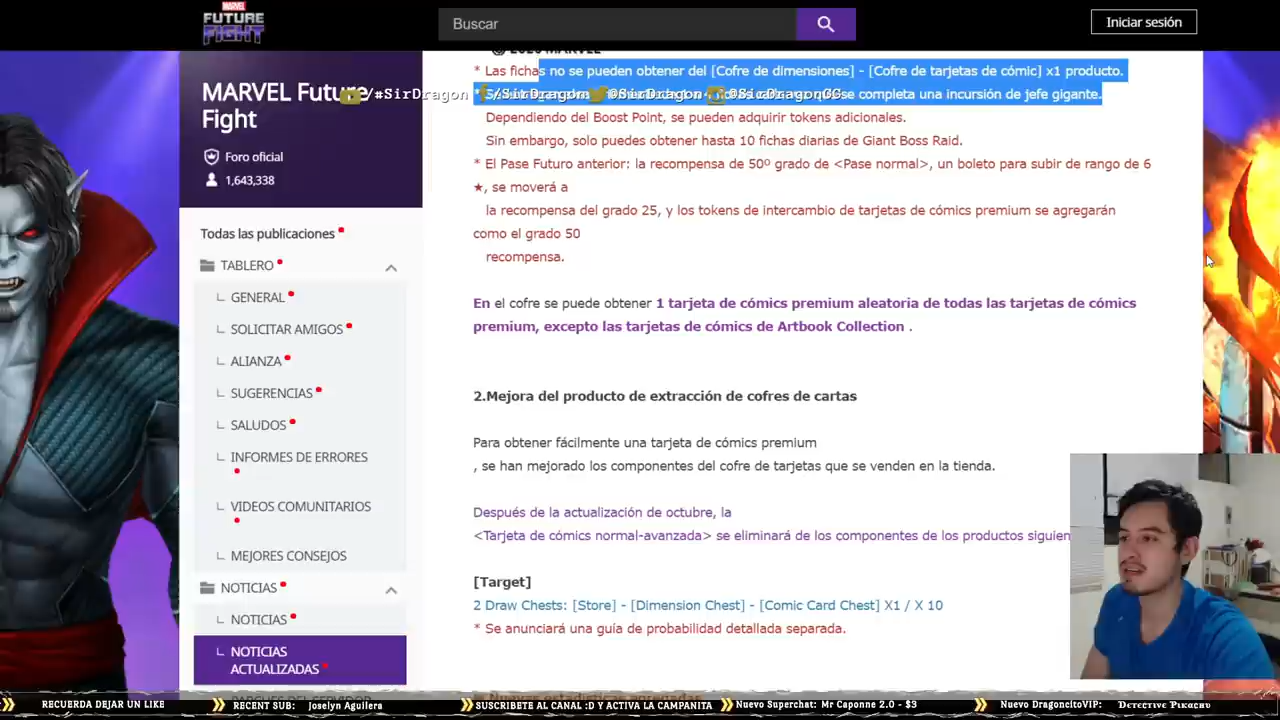 MARVEL
FUTURE
FIGHT
Buscar
Iniciar sesión
MARVEL Future
Fight
Foro oficial
1,643,338
Todas las publicaciones
TABLERO
GENERAL
SOLICITAR AMIGOS
ALIANZA
SUGERENCIAS
SALUDOS
INFORMES DE ERRORES
VIDEOS COMUNITARIOS
MEJORES CONSEJOS
NOTICIAS
NOTICIAS
NOTICIAS
ACTUALIZADAS
/#SirDragon /SirDragon @SirDragon @SirDragonGG
* Las fichas no se pueden obtener del [Cofre de dimensiones] - [Cofre de tarjetas de cómic] x1 producto.
se completa una incursión de jefe gigante.
Dependiendo del Boost Point, se pueden adquirir tokens adicionales.
Sin embargo, solo puedes obtener hasta 10 fichas diarias de Giant Boss Raid.
* El Pase Futuro anterior: la recompensa de 50º grado de <Pase normal>, un boleto para subir de rango de 6
★, se moverá a
la recompensa del grado 25, y los tokens de intercambio de tarjetas de cómics premium se agregarán
como el grado 50
recompensa.
En el cofre se puede obtener 1 tarjeta de cómics premium aleatoria de todas las tarjetas de cómics
premium, excepto las tarjetas de cómics de Artbook Collection .
2.Mejora del producto de extracción de cofres de cartas
Para obtener fácilmente una tarjeta de cómics premium
, se han mejorado los componentes del cofre de tarjetas que se venden en la tienda.
Después de la actualización de octubre, la
<Tarjeta de cómics normal-avanzada> se eliminará de los componentes de los productos siguien
[Target]
2 Draw Chests: [Store] - [Dimension Chest] - [Comic Card Chest] X1 / X 10
* Se anunciará una guía de probabilidad detallada separada.
RECUERDA DEJAR UN LIKE
RECENT SUB: Joselyn Aguilera
SUSCRIBETE AL CANAL :D Y ACTIVA LA CAMPANITA
Nuevo Superchat: Mr Caponne 2.0 - $3
Nuevo DragoncitoVIP: Detective Pikachu